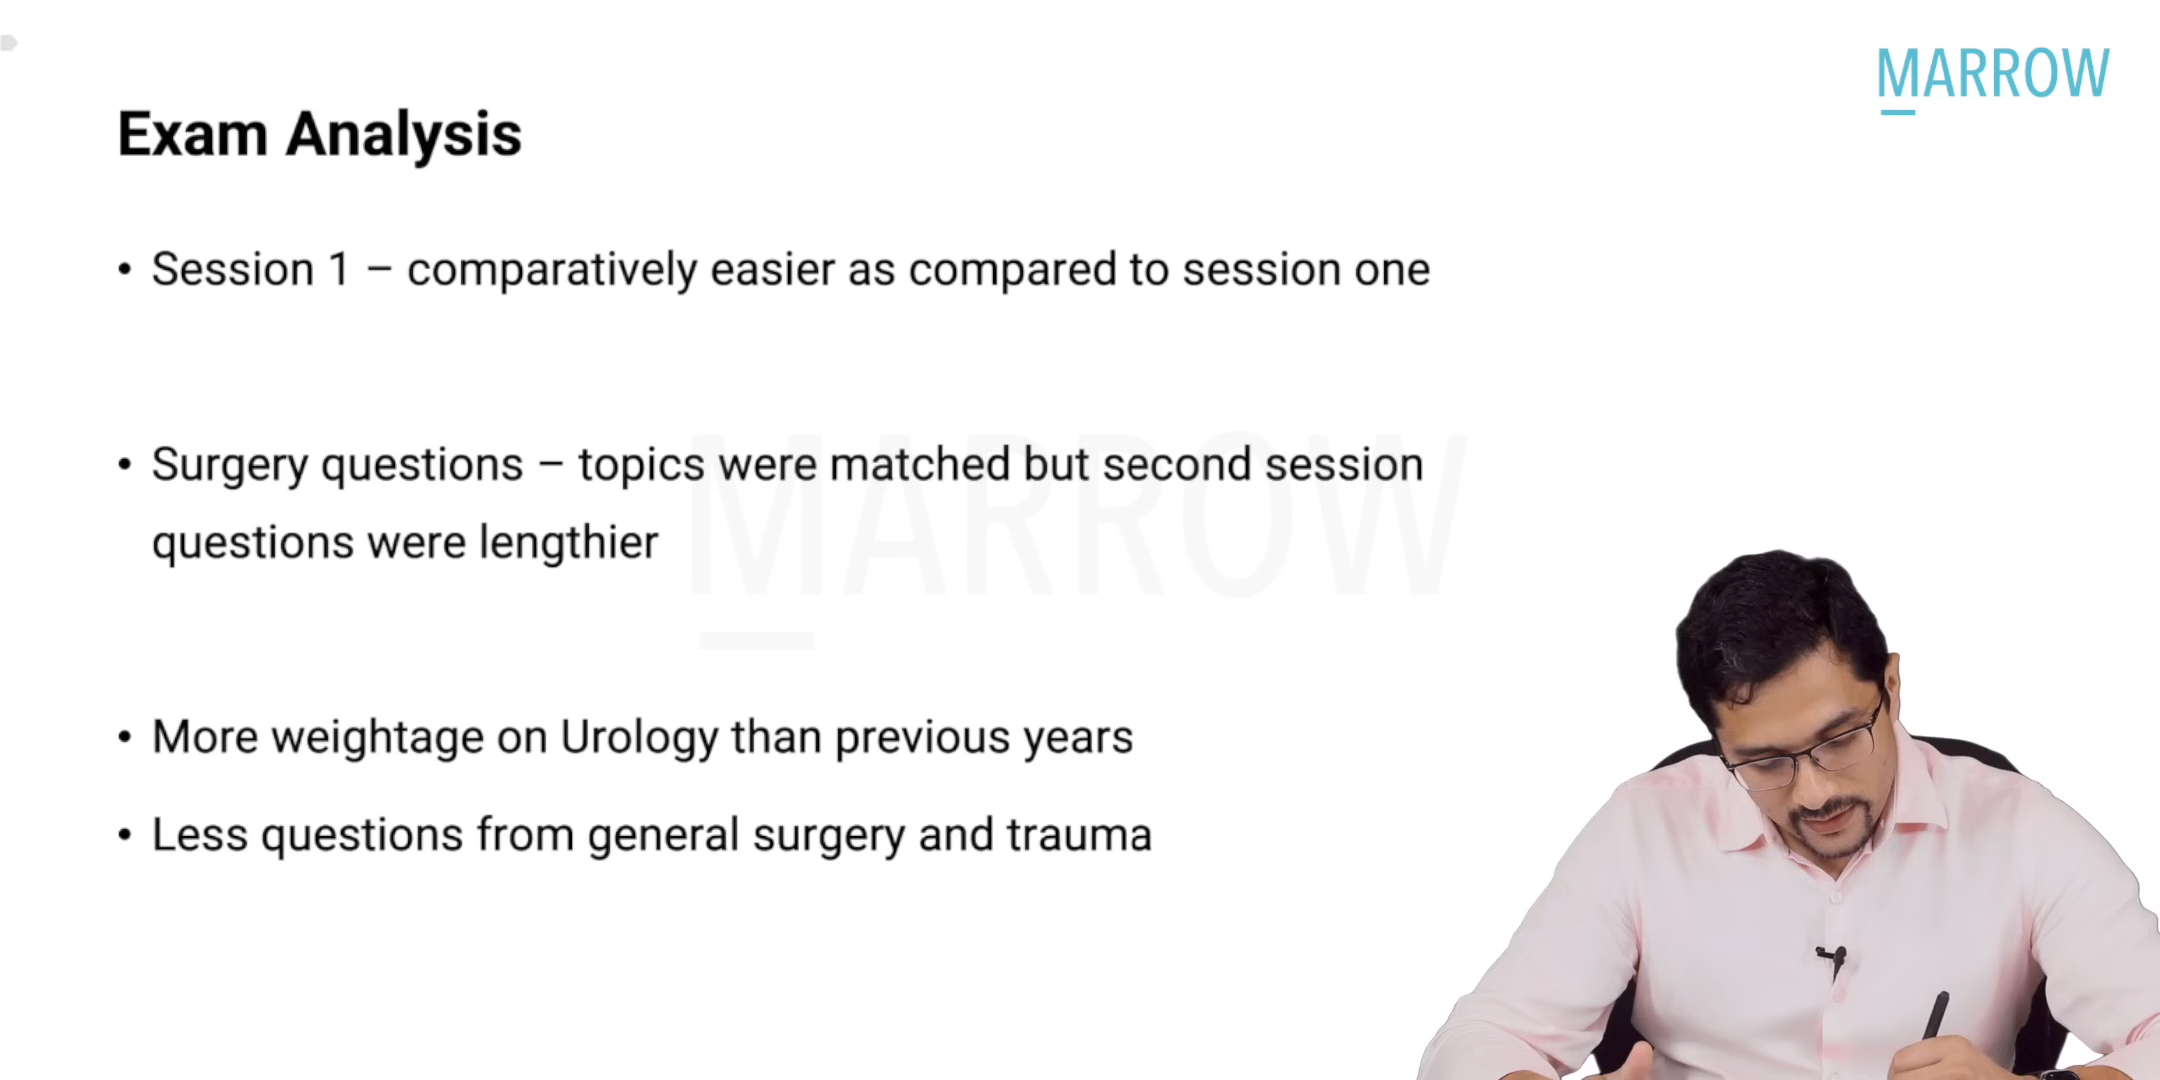 MARROW
Exam Analysis
• Session 1 – comparatively easier as compared to session one
• Surgery questions – topics were matched but second session
questions were lengthier
MARROW
• More weightage on Urology than previous years
• Less questions from general surgery and trauma